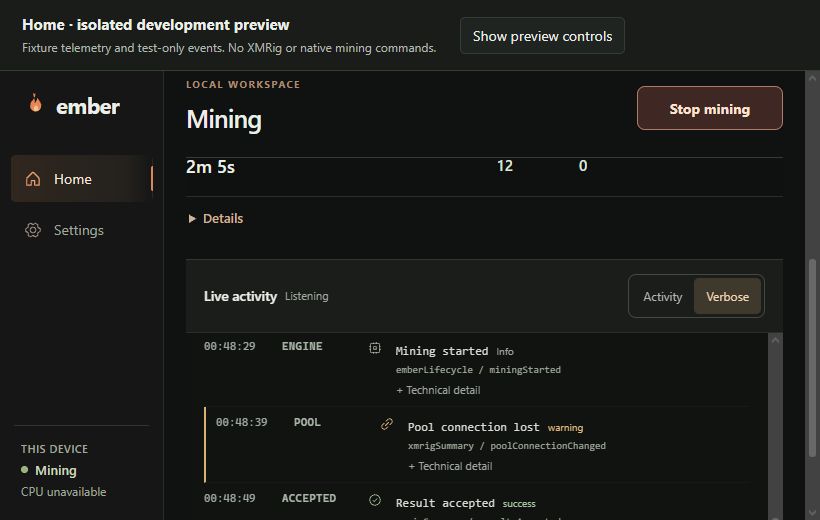 Home · isolated development preview
Fixture telemetry and test-only events. No XMRig or native mining commands.
Show preview controls
ember
Home
Settings
THIS DEVICE
Mining
CPU unavailable
LOCAL WORKSPACE
Mining
Stop mining
2m 5s 12 0
Details
Live activity Listening
Activity Verbose
00:48:29 ENGINE Mining started Info
emberLifecycle / miningStarted
+ Technical detail
00:48:39 POOL Pool connection lost warning
xmrigSummary / poolConnectionChanged
+ Technical detail
00:48:49 ACCEPTED Result accepted success